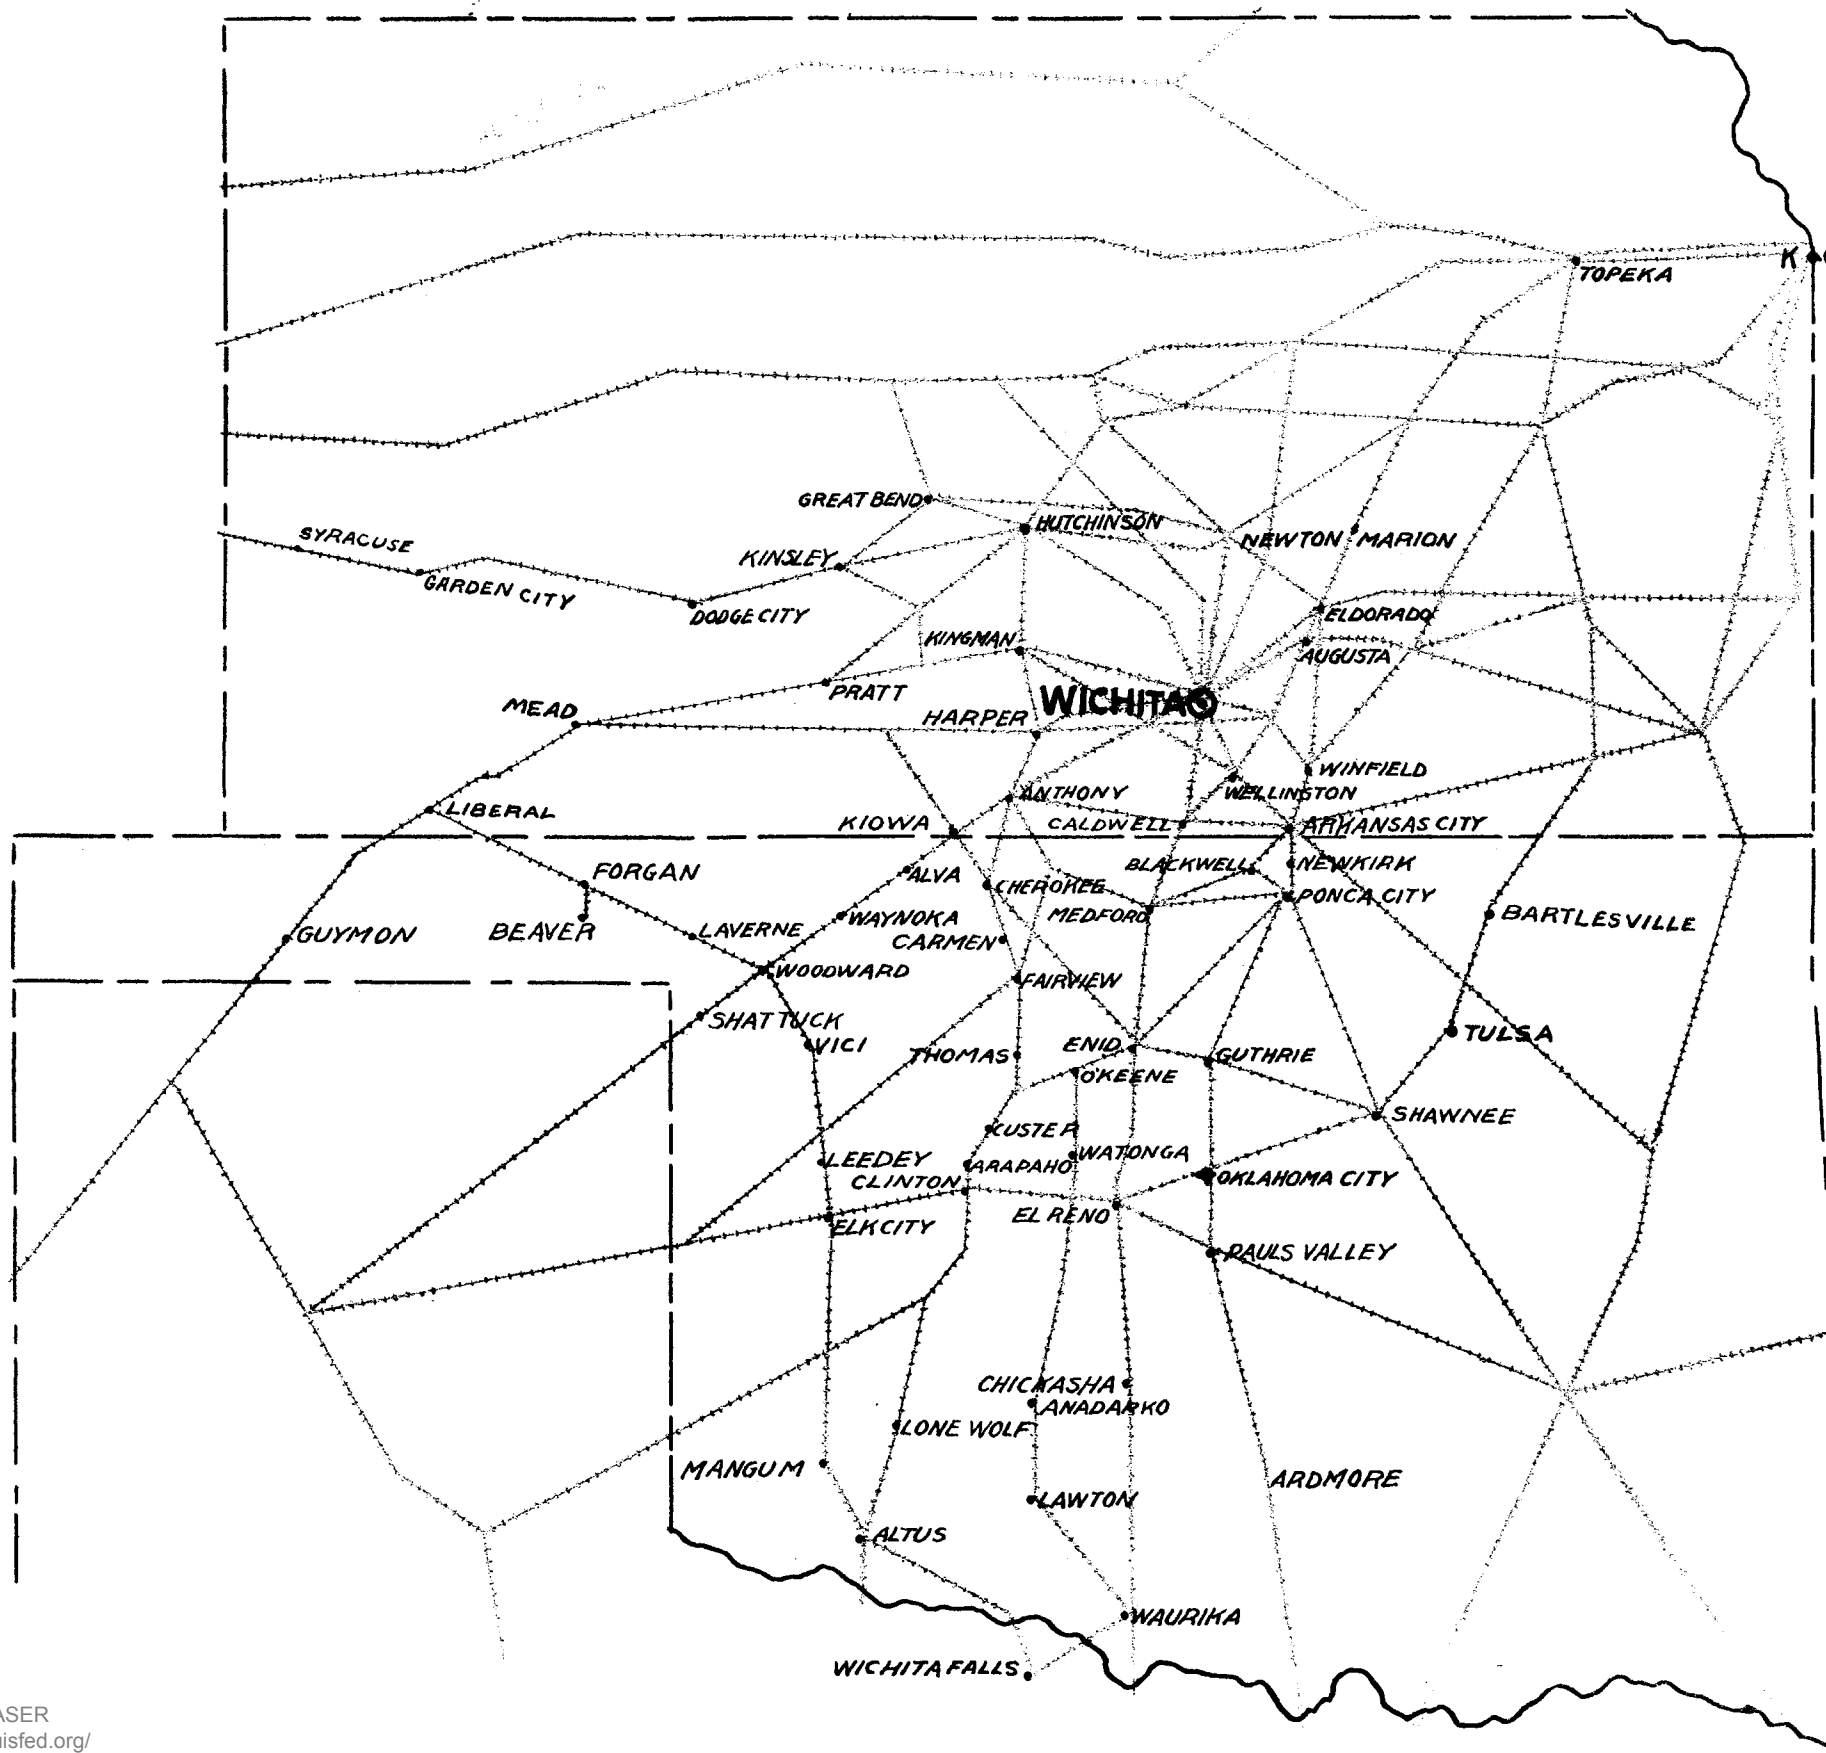 TOPEKA
K
GREAT BEND
HUTCHINSON
NEWTON
MARION
SYRACUSE
KINSLEY
GARDEN CITY
DODGE CITY
ELDORADO
KINGMAN
AUGUSTA
PRATT
WICHITA
MEAD
HARPER
WINFIELD
WELLINGTON
ANTHONY
LIBERAL
KIOWA
CALDWELL
ARKANSAS CITY
FORGAN
ALVA
BLACKWELL
NEWKIRK
CHEROKEE
PONCA CITY
WAYNOKA
MEDFORD
BARTLESVILLE
GUYMON
BEAVER
LAVERNE
CARMEN
WOODWARD
FAIRVIEW
SHATTUCK
VICI
THOMAS
ENID
GUTHRIE
TULSA
OKEENE
SHAWNEE
CUSTER
WATONGA
LEEDEY
ARAPAHO
CLINTON
OKLAHOMA CITY
EL RENO
ELK CITY
PAULS VALLEY
CHICKASHA
ANADARKO
LONE WOLF
MANGUM
ARDMORE
LAWTON
ALTUS
WAURIKA
WICHITA FALLS
ASER
uisfed.org/